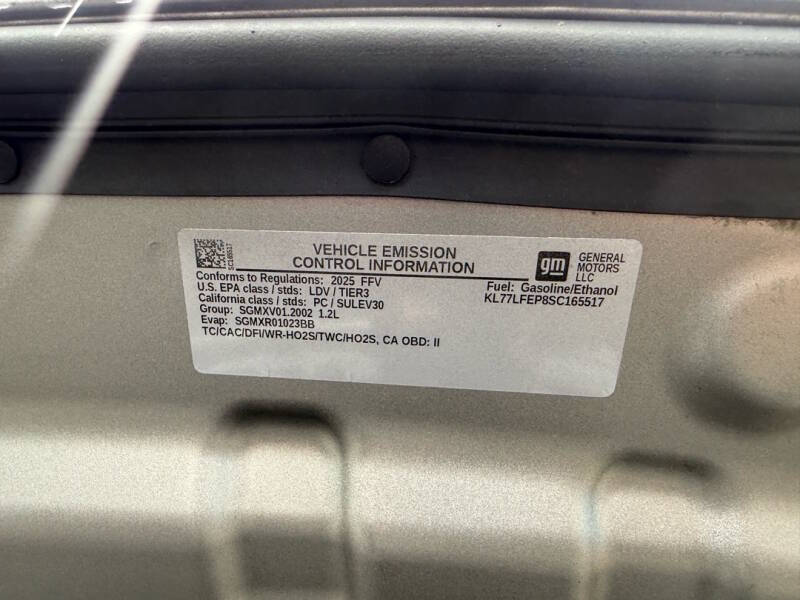 SC165517
VEHICLE EMISSION
CONTROL INFORMATION
gm
GENERAL
MOTORS
LLC
Conforms to Regulations: 2025 FFV
U.S. EPA class / stds: LDV / TIER3
California class / stds: PC / SULEV30
Group: SGMXV01.2002 1.2L
Evap: SGMXR01023BB
TC/CAC/DFI/WR-HO2S/TWC/HO2S, CA OBD: II
Fuel: Gasoline/Ethanol
KL77LFEP8SC165517